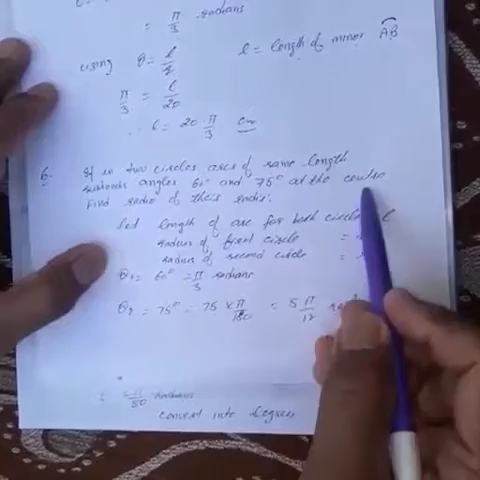 = π/3 radians
using θ = l/r l = length of minor AB
π/3 = l/20
∴ l = 20·π/3 cm
6. If in two circles arcs of same length
subtends angles 60° and 75° at the centre
Find ratio of their radii.
Let length of arc for both circle l
radius of first circle =
radius of second circle =
θ₁ = 60° = π/3 radians
θ₂ = 75° = 75 × π/180 = 5π/12
radians
convert into degrees